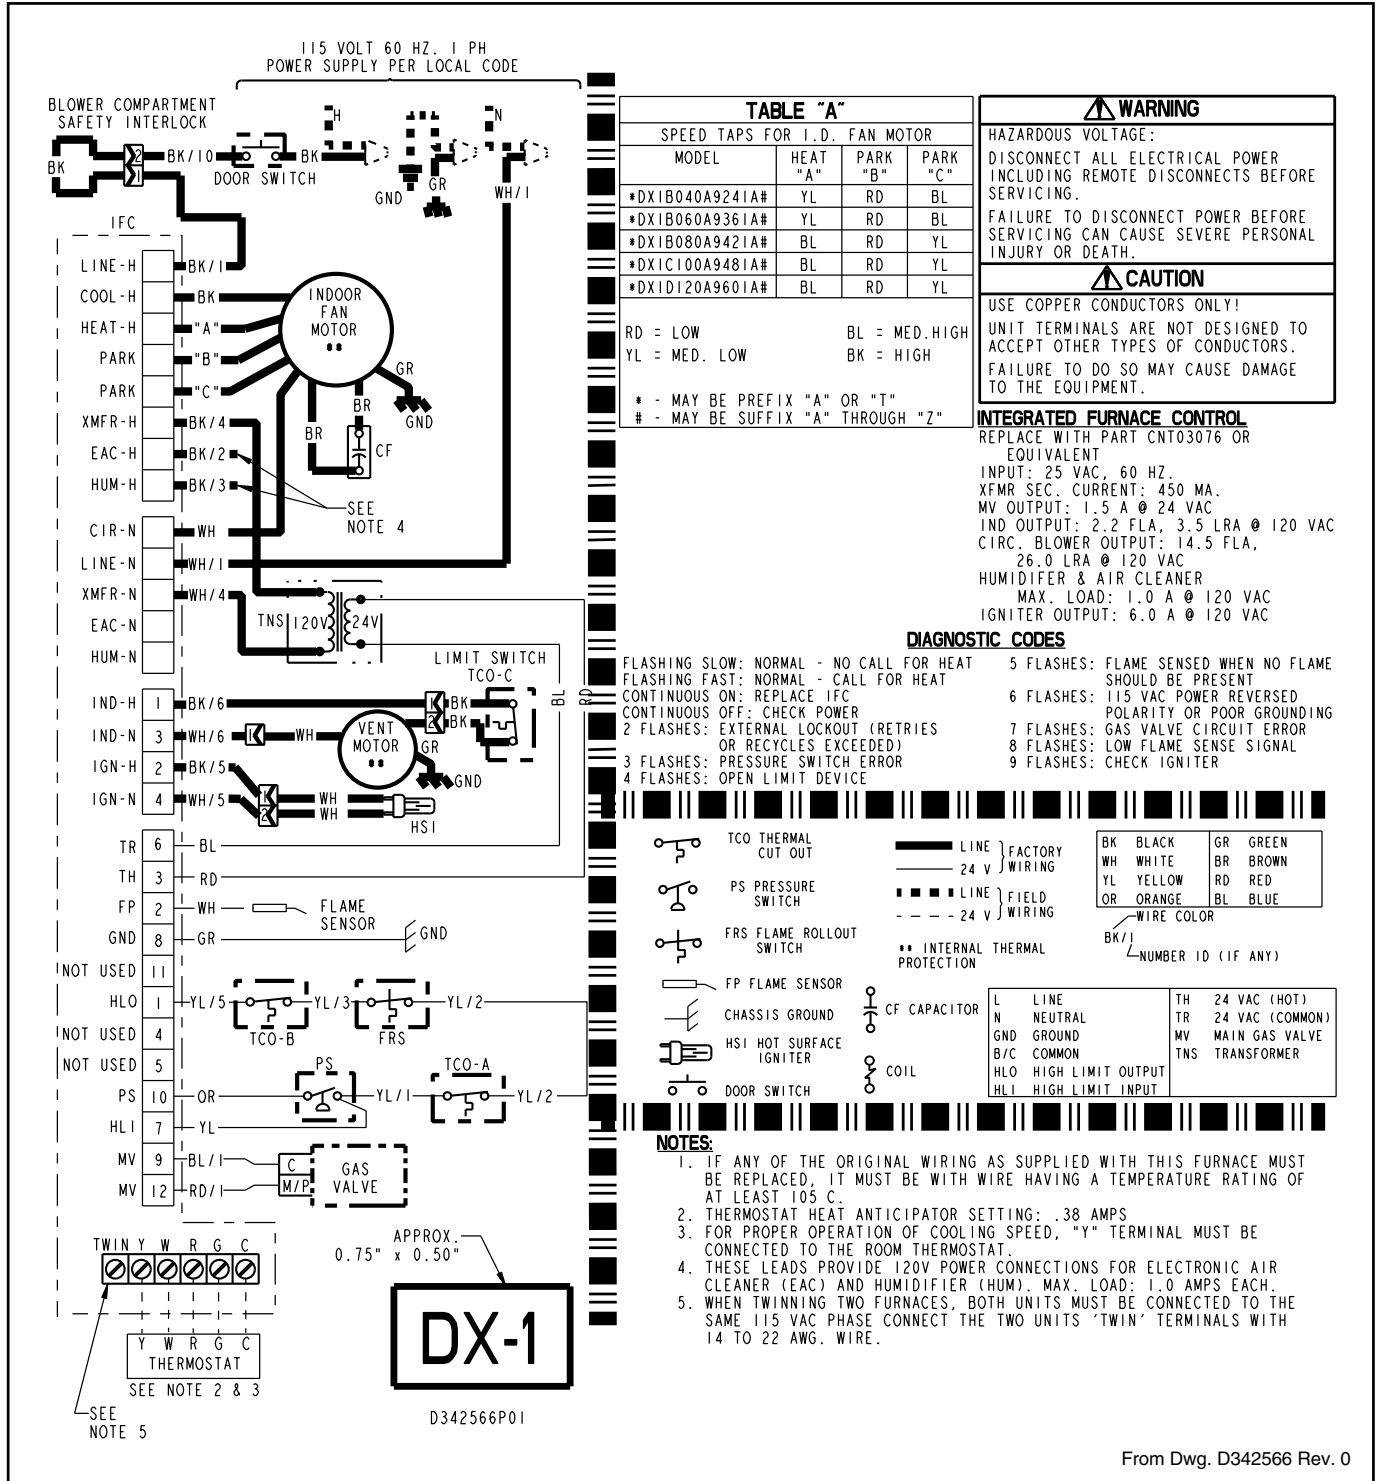 115 VOLT 60 HZ. 1 PH
POWER SUPPLY PER LOCAL CODE
BLOWER COMPARTMENT
SAFETY INTERLOCK
H
N
BK
2
1
BK/10
BK
DOOR SWITCH
GND
GR
WH/1
IFC
LINE-H
BK/1
COOL-H
BK
HEAT-H
"A"
PARK
"B"
PARK
"C"
XMFR-H
BK/4
EAC-H
BK/2
HUM-H
BK/3
INDOOR
FAN
MOTOR
**
GR
GND
BR
BR
CF
SEE
NOTE 4
CIR-N
WH
LINE-N
WH/1
XMFR-N
WH/4
EAC-N
HUM-N
TNS
120V
24V
BL
RD
LIMIT SWITCH
TCO-C
IND-H
1
BK/6
1
BK
2
BK
IND-N
3
WH/6
1
WH
VENT
MOTOR
**
GR
GND
IGN-H
2
BK/5
IGN-N
4
WH/5
1
2
WH
WH
HSI
TR
6
BL
TH
3
RD
FP
2
WH
FLAME
SENSOR
GND
8
GR
GND
NOT USED
11
HLO
1
YL/5
YL/3
YL/2
TCO-B
FRS
NOT USED
4
NOT USED
5
PS
TCO-A
PS
10
OR
YL/1
YL/2
HLI
7
YL
MV
9
BL/1
C
MV
12
RD/1
M/P
GAS
VALVE
TWIN Y W R G C
Y W R G C
THERMOSTAT
SEE NOTE 2 & 3
SEE
NOTE 5
APPROX.
0.75" x 0.50"
DX-1
D342566P01
TABLE "A"
SPEED TAPS FOR I.D. FAN MOTOR
MODEL HEAT "A" PARK "B" PARK "C"
*DX1B040A9241A# YL RD BL
*DX1B060A9361A# YL RD BL
*DX1B080A9421A# BL RD YL
*DX1C100A9481A# BL RD YL
*DX1D120A9601A# BL RD YL
RD = LOW BL = MED.HIGH
YL = MED. LOW BK = HIGH
* - MAY BE PREFIX "A" OR "T"
# - MAY BE SUFFIX "A" THROUGH "Z"
WARNING
HAZARDOUS VOLTAGE:
DISCONNECT ALL ELECTRICAL POWER
INCLUDING REMOTE DISCONNECTS BEFORE
SERVICING.
FAILURE TO DISCONNECT POWER BEFORE
SERVICING CAN CAUSE SEVERE PERSONAL
INJURY OR DEATH.
CAUTION
USE COPPER CONDUCTORS ONLY!
UNIT TERMINALS ARE NOT DESIGNED TO
ACCEPT OTHER TYPES OF CONDUCTORS.
FAILURE TO DO SO MAY CAUSE DAMAGE
TO THE EQUIPMENT.
INTEGRATED FURNACE CONTROL
REPLACE WITH PART CNT03076 OR
EQUIVALENT
INPUT: 25 VAC, 60 HZ.
XFMR SEC. CURRENT: 450 MA.
MV OUTPUT: 1.5 A @ 24 VAC
IND OUTPUT: 2.2 FLA, 3.5 LRA @ 120 VAC
CIRC. BLOWER OUTPUT: 14.5 FLA,
26.0 LRA @ 120 VAC
HUMIDIFER & AIR CLEANER
MAX. LOAD: 1.0 A @ 120 VAC
IGNITER OUTPUT: 6.0 A @ 120 VAC
DIAGNOSTIC CODES
FLASHING SLOW: NORMAL - NO CALL FOR HEAT
FLASHING FAST: NORMAL - CALL FOR HEAT
CONTINUOUS ON: REPLACE IFC
CONTINUOUS OFF: CHECK POWER
2 FLASHES: EXTERNAL LOCKOUT (RETRIES
OR RECYCLES EXCEEDED)
3 FLASHES: PRESSURE SWITCH ERROR
4 FLASHES: OPEN LIMIT DEVICE
5 FLASHES: FLAME SENSED WHEN NO FLAME
SHOULD BE PRESENT
6 FLASHES: 115 VAC POWER REVERSED
POLARITY OR POOR GROUNDING
7 FLASHES: GAS VALVE CIRCUIT ERROR
8 FLASHES: LOW FLAME SENSE SIGNAL
9 FLASHES: CHECK IGNITER
TCO THERMAL
CUT OUT
PS PRESSURE
SWITCH
FRS FLAME ROLLOUT
SWITCH
FP FLAME SENSOR
CHASSIS GROUND
HSI HOT SURFACE
IGNITER
DOOR SWITCH
LINE
24 V
FACTORY
WIRING
LINE
24 V
FIELD
WIRING
** INTERNAL THERMAL
PROTECTION
CF CAPACITOR
COIL
BK BLACK GR GREEN
WH WHITE BR BROWN
YL YELLOW RD RED
OR ORANGE BL BLUE
WIRE COLOR
BK/1
NUMBER ID (IF ANY)
L LINE TH 24 VAC (HOT)
N NEUTRAL TR 24 VAC (COMMON)
GND GROUND MV MAIN GAS VALVE
B/C COMMON TNS TRANSFORMER
HLO HIGH LIMIT OUTPUT
HLI HIGH LIMIT INPUT
NOTES:
1. IF ANY OF THE ORIGINAL WIRING AS SUPPLIED WITH THIS FURNACE MUST
BE REPLACED, IT MUST BE WITH WIRE HAVING A TEMPERATURE RATING OF
AT LEAST 105 C.
2. THERMOSTAT HEAT ANTICIPATOR SETTING: .38 AMPS
3. FOR PROPER OPERATION OF COOLING SPEED, "Y" TERMINAL MUST BE
CONNECTED TO THE ROOM THERMOSTAT.
4. THESE LEADS PROVIDE 120V POWER CONNECTIONS FOR ELECTRONIC AIR
CLEANER (EAC) AND HUMIDIFIER (HUM). MAX. LOAD: 1.0 AMPS EACH.
5. WHEN TWINNING TWO FURNACES, BOTH UNITS MUST BE CONNECTED TO THE
SAME 115 VAC PHASE CONNECT THE TWO UNITS 'TWIN' TERMINALS WITH
14 TO 22 AWG. WIRE.
From Dwg. D342566 Rev. 0